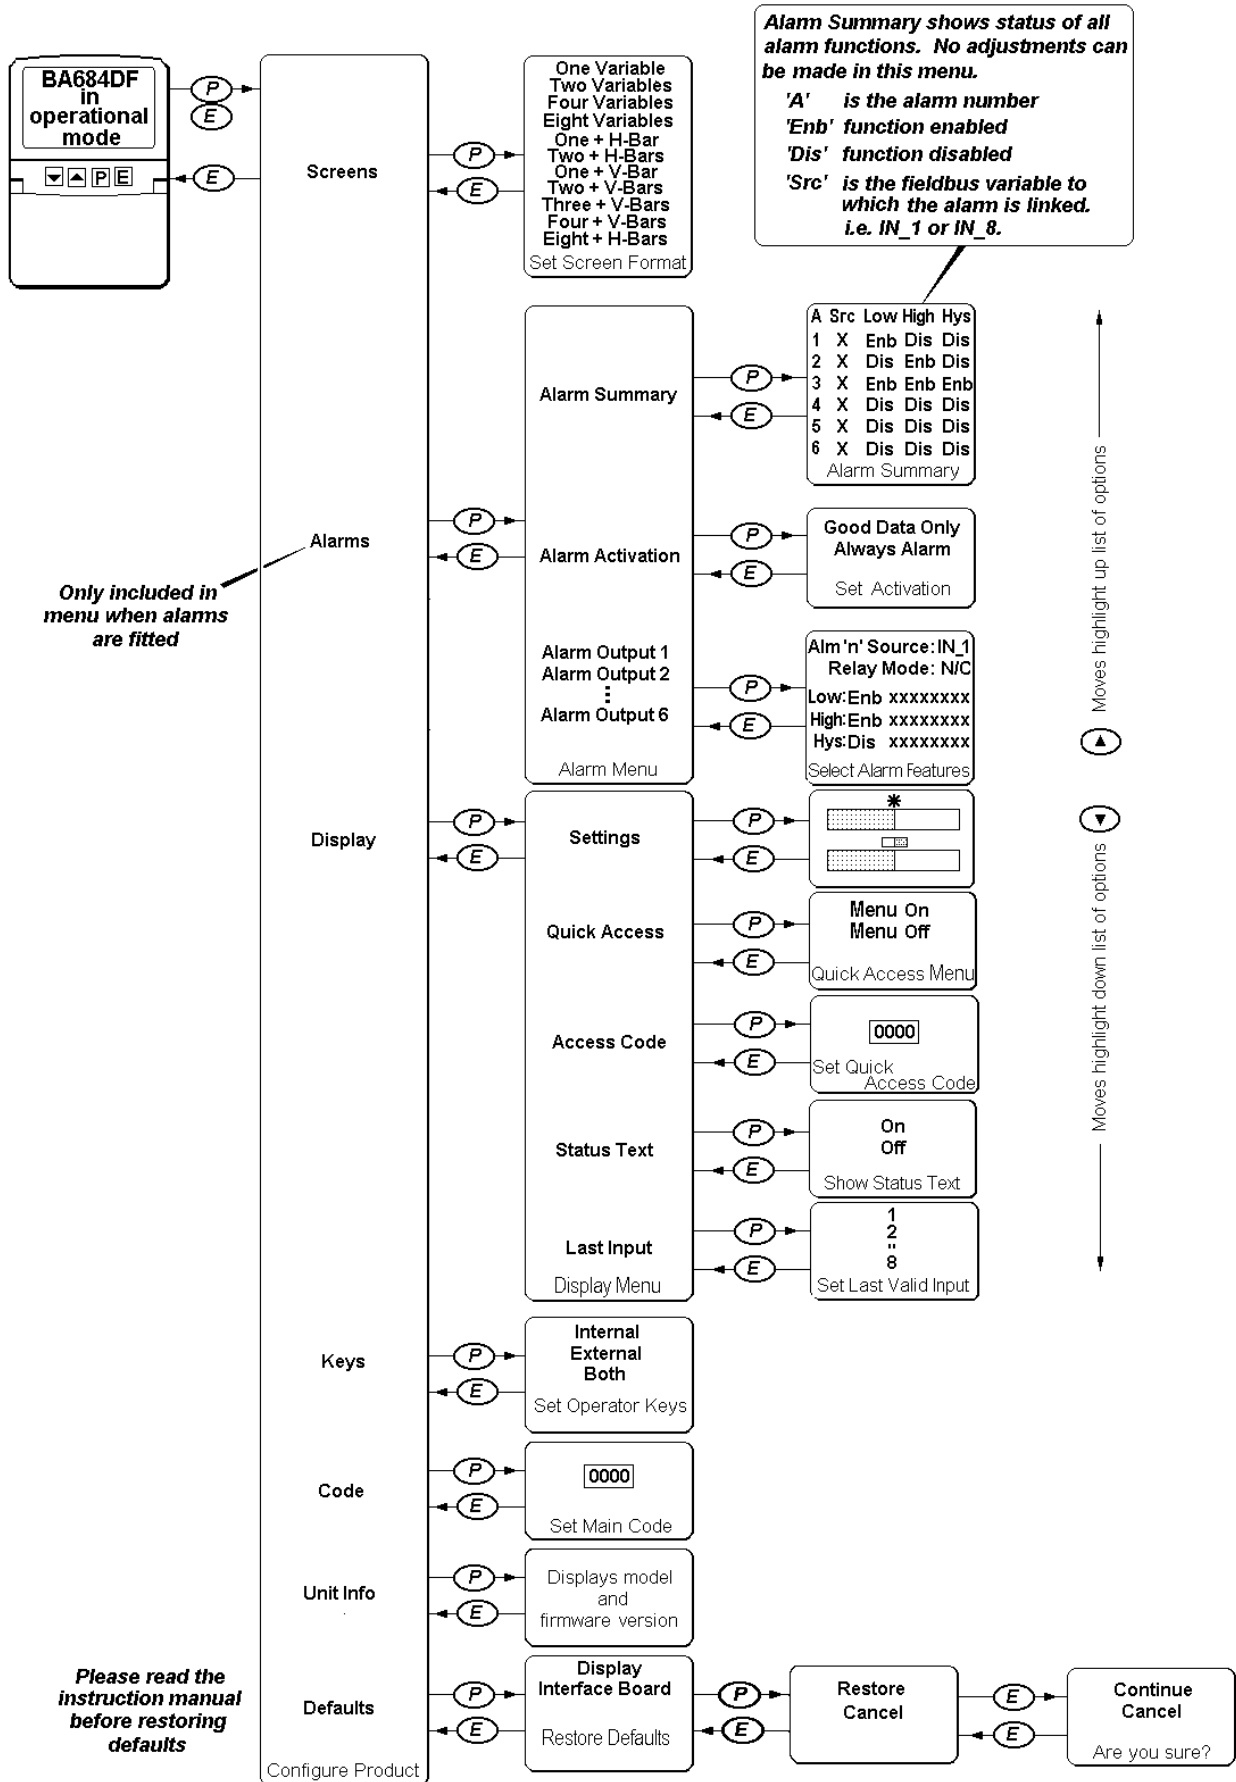 Alarm Summary shows status of all
alarm functions.  No adjustments can
be made in this menu.
'A' is the alarm number
'Enb' function enabled
'Dis' function disabled
'Src' is the fieldbus variable to
which the alarm is linked.
i.e. IN_1 or IN_8.
BA684DF
in
operational
mode
P E
P
E
E
Screens
P
E
One Variable
Two Variables
Four Variables
Eight Variables
One + H-Bar
Two + H-Bars
One + V-Bar
Two + V-Bars
Three + V-Bars
Four + V-Bars
Eight + H-Bars
Set Screen Format
Alarms
Only included in
menu when alarms
are fitted
P
E
Alarm Summary
P
E
A Src Low High Hys
1 X Enb Dis Dis
2 X Dis Enb Dis
3 X Enb Enb Enb
4 X Dis Dis Dis
5 X Dis Dis Dis
6 X Dis Dis Dis
Alarm Summary
Alarm Activation
P
E
Good Data Only
Always Alarm
Set Activation
Alarm Output 1
Alarm Output 2
Alarm Output 6
Alarm Menu
P
E
Alm 'n' Source: IN_1
Relay Mode: N/C
Low: Enb xxxxxxxx
High: Enb xxxxxxxx
Hys: Dis xxxxxxxx
Select Alarm Features
Moves highlight up list of options
Moves highlight down list of options
Display
P
E
Settings
P
E
Quick Access
P
E
Menu On
Menu Off
Quick Access Menu
Access Code
P
E
0000
Set Quick
Access Code
Status Text
P
E
On
Off
Show Status Text
Last Input
Display Menu
P
E
1
2
"
8
Set Last Valid Input
Keys
P
E
Internal
External
Both
Set Operator Keys
Code
P
E
0000
Set Main Code
Unit Info
P
E
Displays model
and
firmware version
Please read the
instruction manual
before restoring
defaults
Defaults
Configure Product
P
E
Display
Interface Board
Restore Defaults
P
E
Restore
Cancel
E
E
Continue
Cancel
Are you sure?